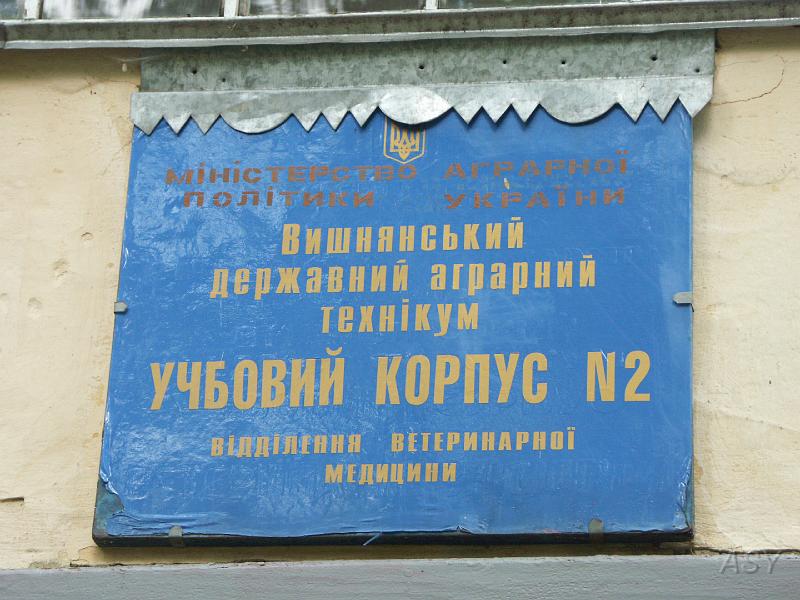 МІНІСТЕРСТВО АГРАРНОЇ
ПОЛІТИКИ УКРАЇНИ
Вишнянський
державний аграрний
технікум
УЧБОВИЙ КОРПУС N2
ВІДДІЛЕННЯ ВЕТЕРИНАРНОЇ
МЕДИЦИНИ
ASY